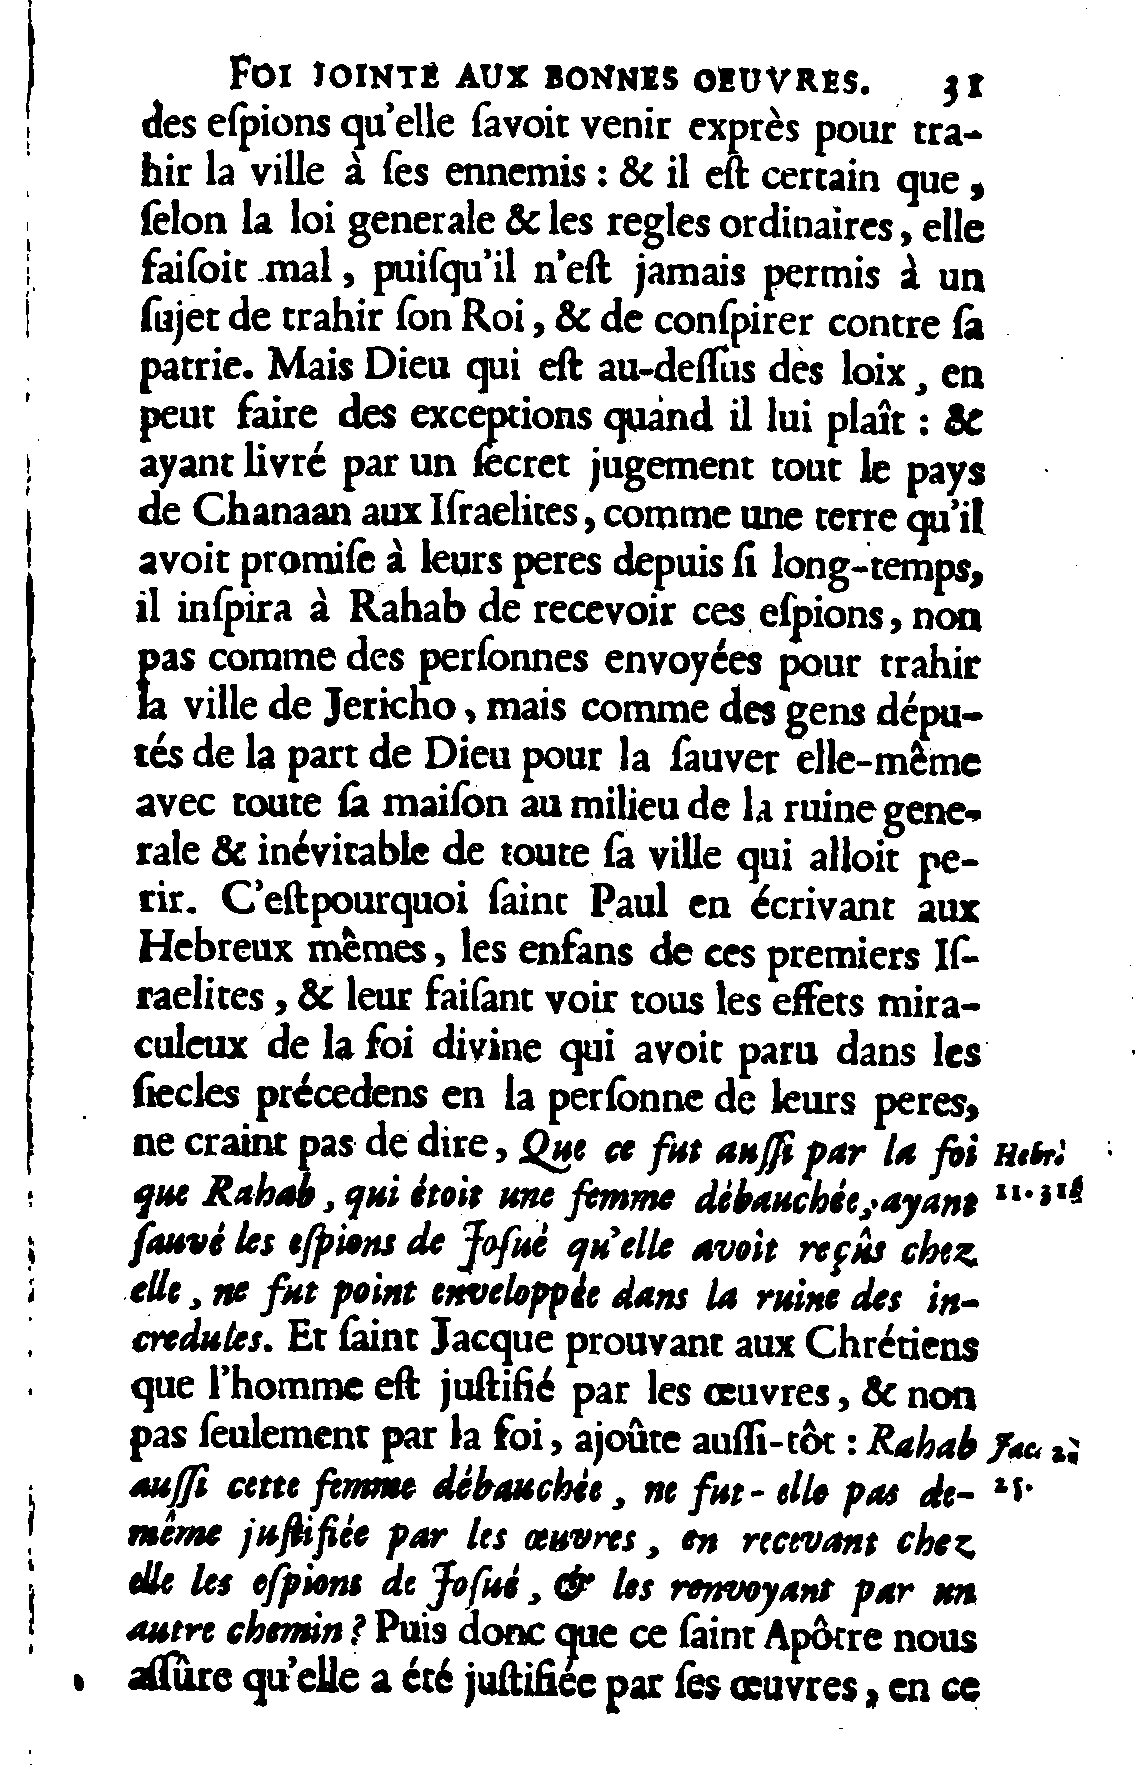 FOI JOINTE AUX BONNES OEUVRES. 31
des eſpions qu'elle ſavoit venir exprès pour tra-
hir la ville à ſes ennemis : & il eſt certain que,
ſelon la loi generale & les regles ordinaires, elle
faiſoit mal, puiſqu'il n'eſt jamais permis à un
ſujet de trahir ſon Roi, & de conſpirer contre ſa
patrie. Mais Dieu qui eſt au-deſſus des loix, en
peut faire des exceptions quand il lui plaît : &
ayant livré par un ſecret jugement tout le pays
de Chanaan aux Iſraelites, comme une terre qu'il
avoit promiſe à leurs peres depuis ſi long-temps,
il inſpira à Rahab de recevoir ces eſpions, non
pas comme des perſonnes envoyées pour trahir
la ville de Jericho, mais comme des gens dépu-
tés de la part de Dieu pour la ſauver elle-même
avec toute ſa maiſon au milieu de la ruine gene-
rale & inévitable de toute ſa ville qui alloit pe-
rir. C'eſtpourquoi ſaint Paul en écrivant aux
Hebreux mêmes, les enfans de ces premiers Iſ-
raelites, & leur faiſant voir tous les effets mira-
culeux de la foi divine qui avoit paru dans les
ſiecles précedens en la perſonne de leurs peres,
ne craint pas de dire, Que ce fut auſſi par la foi Hebr.
que Rahab, qui étoit une femme débauchée, ayant 11. 31.
ſauvé les eſpions de Joſué qu'elle avoit reçûs chez
elle, ne fut point enveloppée dans la ruine des in-
credules. Et ſaint Jacque prouvant aux Chrétiens
que l'homme eſt juſtifié par les œuvres, & non
pas ſeulement par la foi, ajoûte auſſi-tôt : Rahab Jac. 2.
auſſi cette femme débauchée, ne fut-elle pas de- 25.
même juſtifiée par les œuvres, en recevant chez
elle les eſpions de Joſué, & les renvoyant par un
autre chemin ? Puis donc que ce ſaint Apôtre nous
aſſûre qu'elle a été juſtifiée par ſes œuvres, en ce